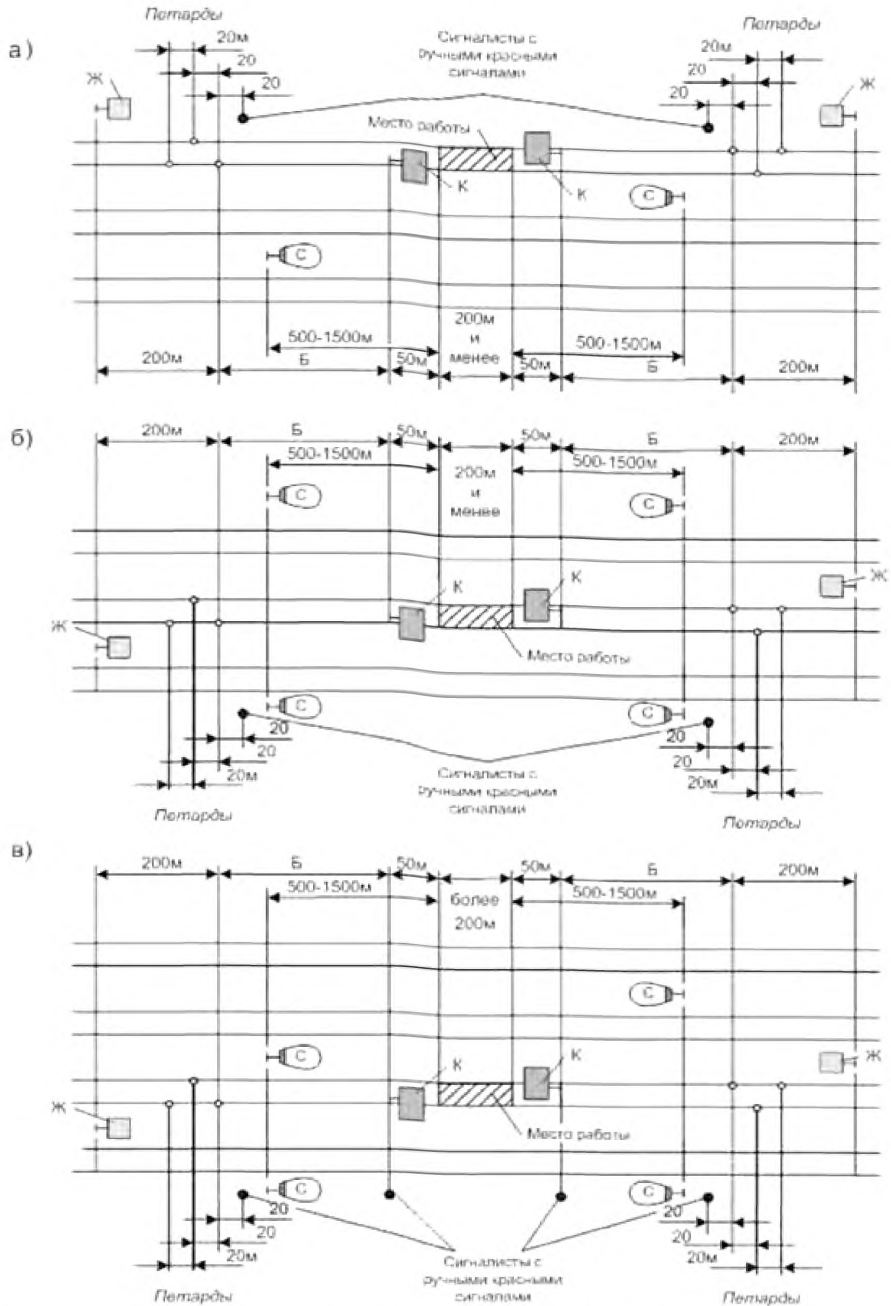 Петарды
Петарды
20м
Сигналисты с
ручными красными
сигналами
20м
а)
20
20
Ж
20
20
Ж
Место работы
К
К
С
С
500-1500м
200м
и
менее
500-1500м
200м
Б
50м
50м
Б
200м
б)
200м
Б
50м
50м
Б
200м
500-1500м
200м
и
менее
500-1500м
С
С
К
К
Ж
Ж
Место работы
С
С
20
20
20
20
20м
Сигналисты с
ручными красными
сигналами
20м
Петарды
Петарды
в)
200м
Б
50м
50м
Б
200м
500-1500м
более
200м
500-1500м
С
С
К
К
Ж
Ж
Место работы
С
С
20
20
20
20
20м
20м
Сигналисты с
ручными красными
сигналами
Петарды
Петарды